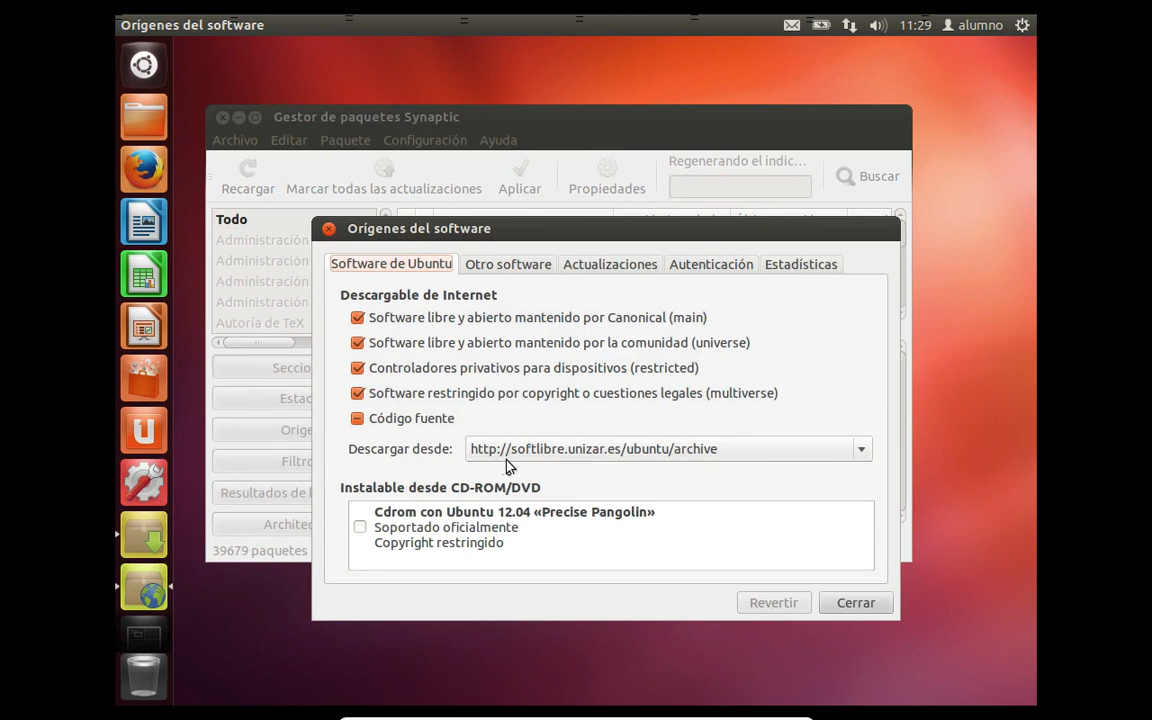 Orígenes del software
11:29 alumno
Gestor de paquetes Synaptic
Archivo Editar Paquete Configuración Ayuda
Regenerando el índic...
Recargar Marcar todas las actualizaciones Aplicar Propiedades Buscar
Todo
Administración
Administración
Administración
Administración
Autoría de TeX
Seccio
Estad
Orige
Filtro
Resultados de l
Architec
39679 paquetes
Orígenes del software
Software de Ubuntu Otro software Actualizaciones Autenticación Estadísticas
Descargable de Internet
Software libre y abierto mantenido por Canonical (main)
Software libre y abierto mantenido por la comunidad (universe)
Controladores privativos para dispositivos (restricted)
Software restringido por copyright o cuestiones legales (multiverse)
Código fuente
Descargar desde: http://softlibre.unizar.es/ubuntu/archive
Instalable desde CD-ROM/DVD
Cdrom con Ubuntu 12.04 «Precise Pangolin»
Soportado oficialmente
Copyright restringido
Revertir Cerrar